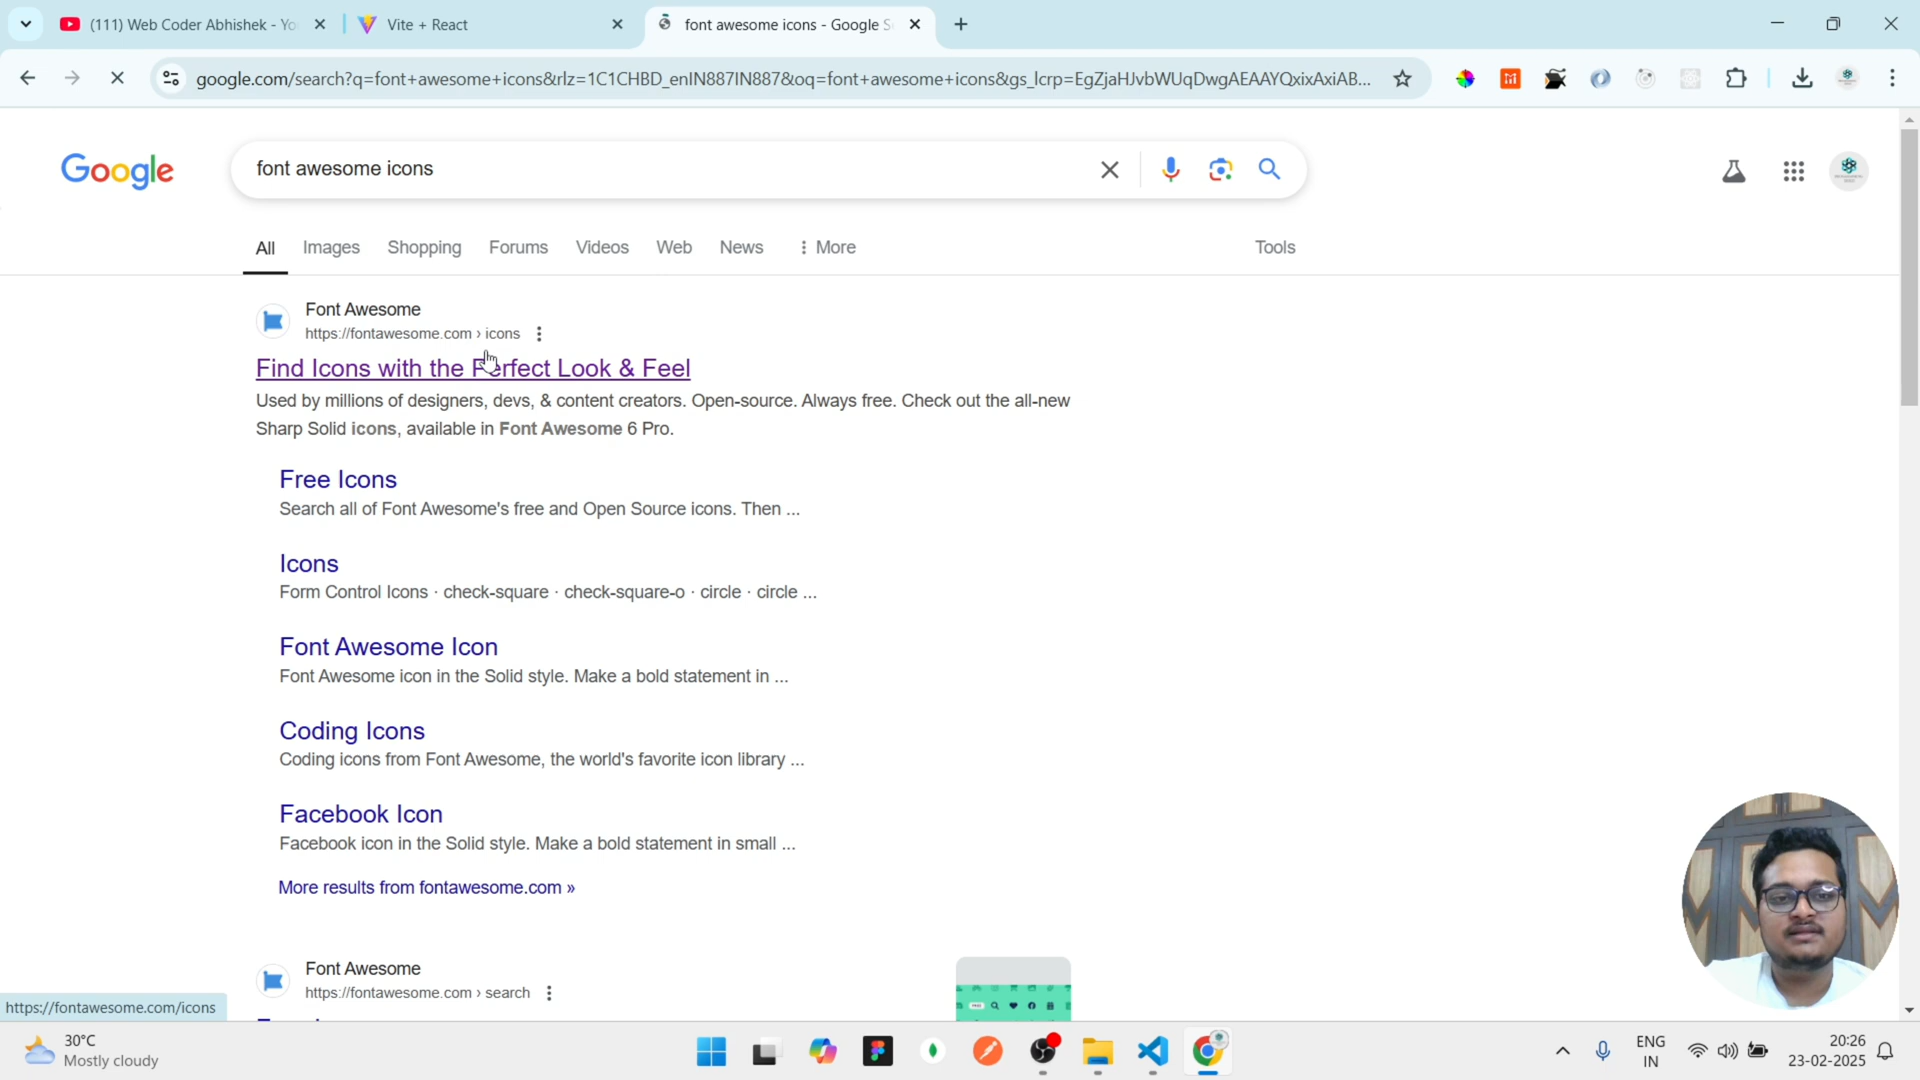 (111) Web Coder Abhishek - Yo
Vite + React
font awesome icons - Google S
google.com/search?q=font+awesome+icons&rlz=1C1CHBD_enIN887IN887&oq=font+awesome+icons&gs_lcrp=EgZjaHJvbWUqDwgAEAAYQxixAxiAB...
Google
font awesome icons
All
Images
Shopping
Forums
Videos
Web
News
More
Tools
Font Awesome
https://fontawesome.com › icons
Find Icons with the Perfect Look & Feel
Used by millions of designers, devs, & content creators. Open-source. Always free. Check out the all-new
Sharp Solid icons, available in Font Awesome 6 Pro.
Free Icons
Search all of Font Awesome's free and Open Source icons. Then ...
Icons
Form Control Icons · check-square · check-square-o · circle · circle ...
Font Awesome Icon
Font Awesome icon in the Solid style. Make a bold statement in ...
Coding Icons
Coding icons from Font Awesome, the world's favorite icon library ...
Facebook Icon
Facebook icon in the Solid style. Make a bold statement in small ...
More results from fontawesome.com »
Font Awesome
https://fontawesome.com › search
https://fontawesome.com/icons
30°C
Mostly cloudy
ENG
IN
20:26
23-02-2025